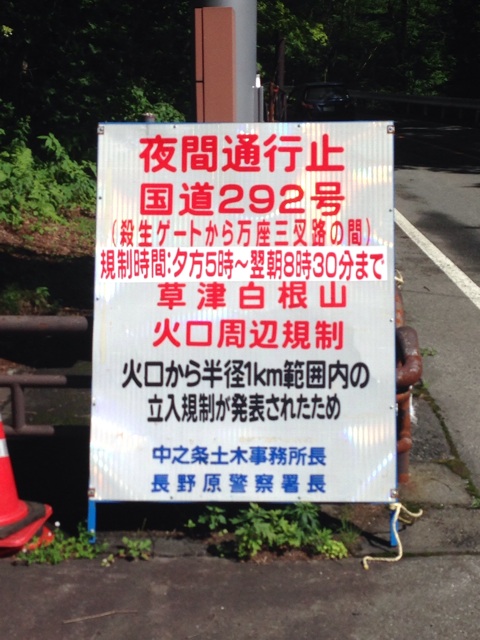 夜間通行止
国道292号
(殺生ゲートから万座三叉路の間)
規制時間:夕方5時～翌朝8時30分まで
草津白根山
火口周辺規制
火口から半径1km範囲内の
立入規制が発表されたため
中之条土木事務所長
長野原警察署長